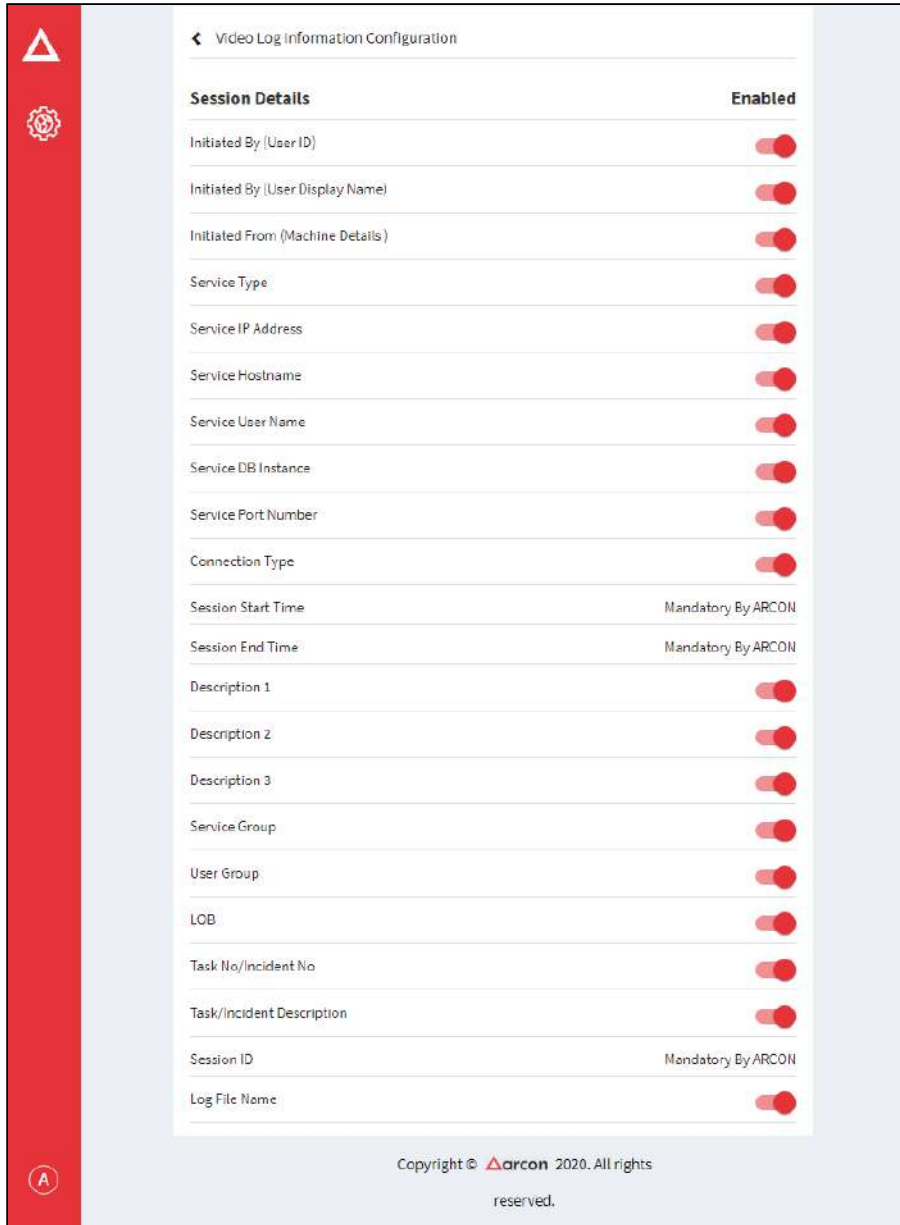 Video Log Information Configuration
Session Details Enabled
Initiated By (User ID)
Initiated By (User Display Name)
Initiated From (Machine Details )
Service Type
Service IP Address
Service Hostname
Service User Name
Service DB Instance
Service Port Number
Connection Type
Session Start Time Mandatory By ARCON
Session End Time Mandatory By ARCON
Description 1
Description 2
Description 3
Service Group
User Group
LOB
Task No/Incident No
Task/Incident Description
Session ID Mandatory By ARCON
Log File Name
Copyright © arcon 2020. All rights
reserved.
A